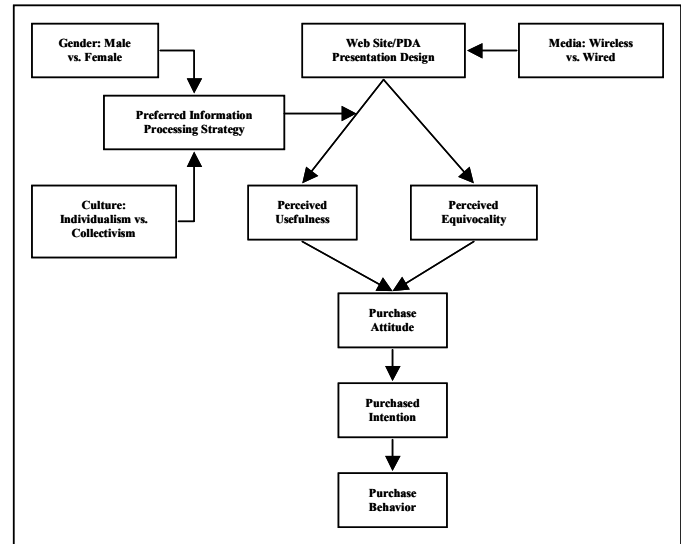 Gender: Male
vs. Female
Web Site/PDA
Presentation Design
Media: Wireless
vs. Wired
Preferred Information
Processing Strategy
Culture:
Individualism vs.
Collectivism
Perceived
Usefulness
Perceived
Equivocality
Purchase
Attitude
Purchased
Intention
Purchase
Behavior